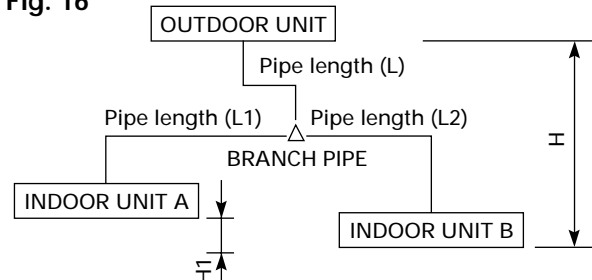 Fig. 16
OUTDOOR UNIT
Pipe length (L)
Pipe length (L1)
Pipe length (L2)
BRANCH PIPE
H
INDOOR UNIT A
INDOOR UNIT B
H1